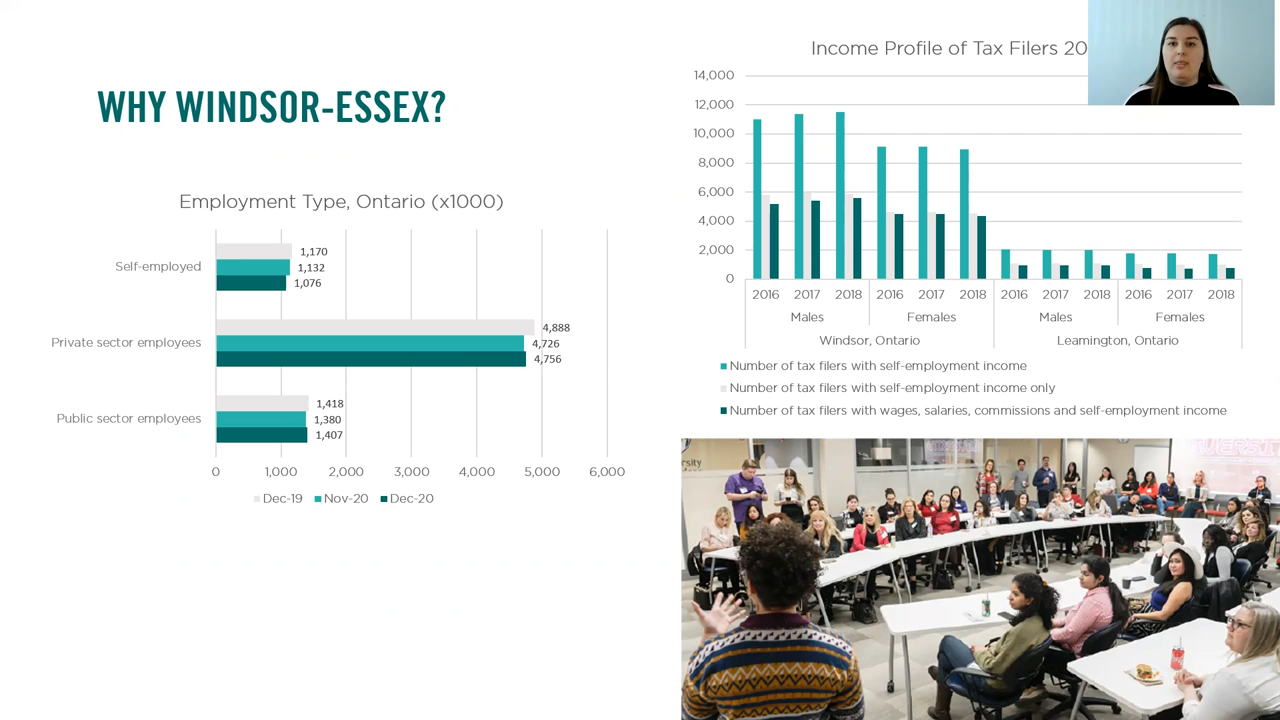 WHY WINDSOR-ESSEX?
Employment Type, Ontario (x1000)
Self-employed
1,170
1,132
1,076
Private sector employees
4,888
4,726
4,756
Public sector employees
1,418
1,380
1,407
0 1,000 2,000 3,000 4,000 5,000 6,000
Dec-19 Nov-20 Dec-20
Income Profile of Tax Filers 20
14,000
12,000
10,000
8,000
6,000
4,000
2,000
0
2016 2017 2018 2016 2017 2018 2016 2017 2018 2016 2017 2018
Males Females Males Females
Windsor, Ontario Leamington, Ontario
Number of tax filers with self-employment income
Number of tax filers with self-employment income only
Number of tax filers with wages, salaries, commissions and self-employment income